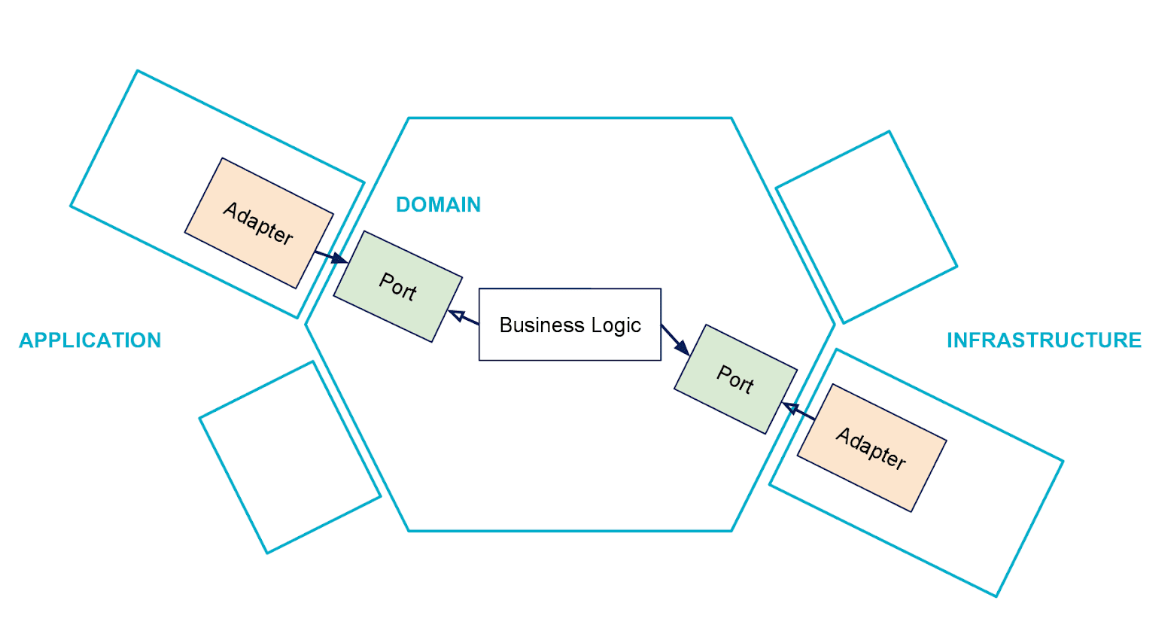 Adapter
DOMAIN
Port
Business Logic
APPLICATION
INFRASTRUCTURE
Port
Adapter